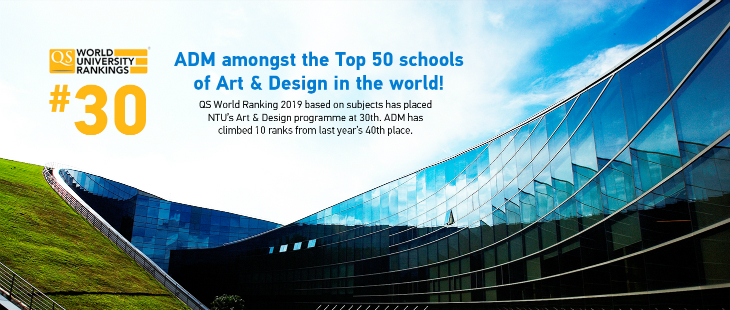 QS WORLD
UNIVERSITY
RANKINGS
#30
ADM amongst the Top 50 schools
of Art & Design in the world!
QS World Ranking 2019 based on subjects has placed
NTU's Art & Design programme at 30th. ADM has
climbed 10 ranks from last year's 40th place.